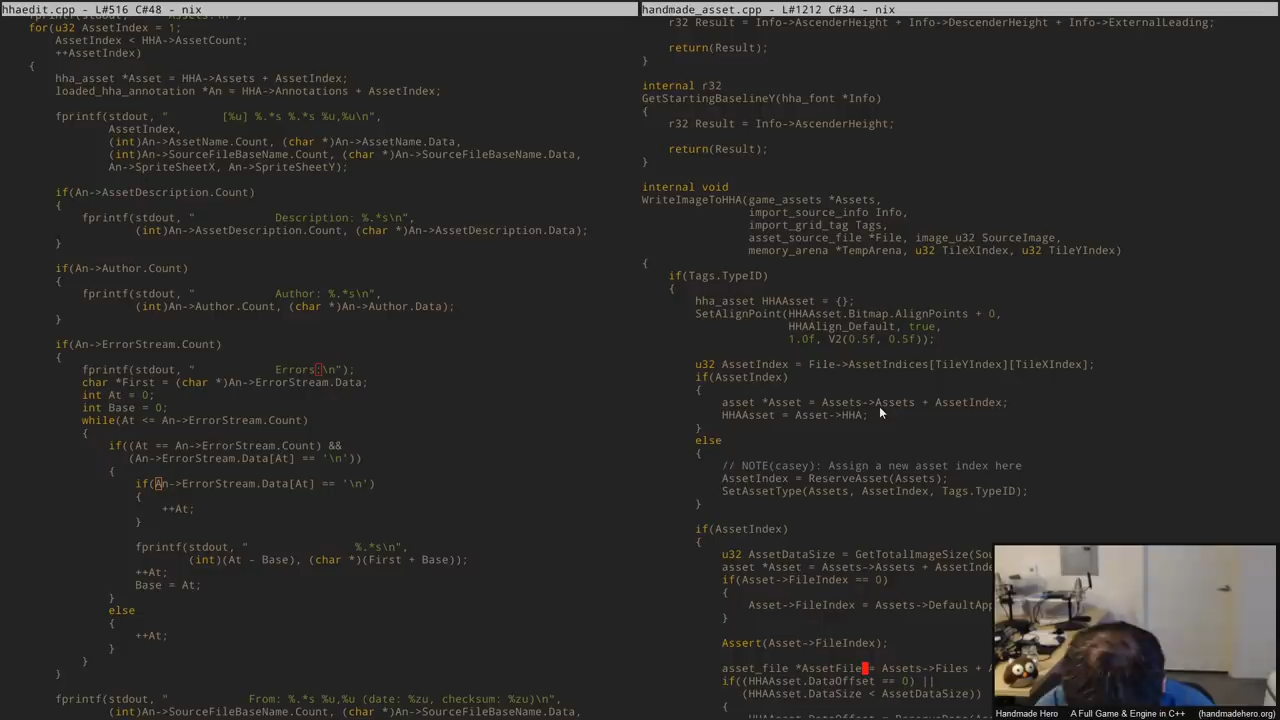 hhaedit.cpp - L#516 C#48 - nix
for(u32 AssetIndex = 1;
AssetIndex < HHA->AssetCount;
++AssetIndex)
{
hha_asset *Asset = HHA->Assets + AssetIndex;
loaded_hha_annotation *An = HHA->Annotations + AssetIndex;
fprintf(stdout, "        [%u] %.*s %.*s %u,%u\n",
AssetIndex,
(int)An->AssetName.Count, (char *)An->AssetName.Data,
(int)An->SourceFileBaseName.Count, (char *)An->SourceFileBaseName.Data,
An->SpriteSheetX, An->SpriteSheetY);
if(An->AssetDescription.Count)
{
fprintf(stdout, "            Description: %.*s\n",
(int)An->AssetDescription.Count, (char *)An->AssetDescription.Data);
}
if(An->Author.Count)
{
fprintf(stdout, "            Author: %.*s\n",
(int)An->Author.Count, (char *)An->Author.Data);
}
if(An->ErrorStream.Count)
{
fprintf(stdout, "            Errors:\n");
char *First = (char *)An->ErrorStream.Data;
int At = 0;
int Base = 0;
while(At <= An->ErrorStream.Count)
{
if((At == An->ErrorStream.Count) &&
(An->ErrorStream.Data[At] == '\n'))
{
if(An->ErrorStream.Data[At] == '\n')
{
++At;
}
fprintf(stdout, "                %.*s\n",
(int)(At - Base), (char *)(First + Base));
++At;
Base = At;
}
else
{
++At;
}
}
}
fprintf(stdout, "            From: %.*s %u,%u (date: %zu, checksum: %zu)\n",
(int)An->SourceFileBaseName.Count, (char *)An->SourceFileBaseName.Data,
handmade_asset.cpp - L#1212 C#34 - nix
r32 Result = Info->AscenderHeight + Info->DescenderHeight + Info->ExternalLeading;
return(Result);
}
internal r32
GetStartingBaselineY(hha_font *Info)
{
r32 Result = Info->AscenderHeight;
return(Result);
}
internal void
WriteImageToHHA(game_assets *Assets,
import_source_info Info,
import_grid_tag Tags,
asset_source_file *File, image_u32 SourceImage,
memory_arena *TempArena, u32 TileXIndex, u32 TileYIndex)
{
if(Tags.TypeID)
{
hha_asset HHAAsset = {};
SetAlignPoint(HHAAsset.Bitmap.AlignPoints + 0,
HHAAlign_Default, true,
1.0f, V2(0.5f, 0.5f));
u32 AssetIndex = File->AssetIndices[TileYIndex][TileXIndex];
if(AssetIndex)
{
asset *Asset = Assets->Assets + AssetIndex;
HHAAsset = Asset->HHA;
}
else
{
// NOTE(casey): Assign a new asset index here
AssetIndex = ReserveAsset(Assets);
SetAssetType(Assets, AssetIndex, Tags.TypeID);
}
if(AssetIndex)
{
u32 AssetDataSize = GetTotalImageSize(Sou
asset *Asset = Assets->Assets + AssetInde
if(Asset->FileIndex == 0)
{
Asset->FileIndex = Assets->DefaultApp
}
Assert(Asset->FileIndex);
asset_file *AssetFile = Assets->Files + A
if((HHAAsset.DataOffset == 0) ||
(HHAAsset.DataSize < AssetDataSize))
{
Handmade Hero    A Full Game & Engine in C++    (handmadehero.org)